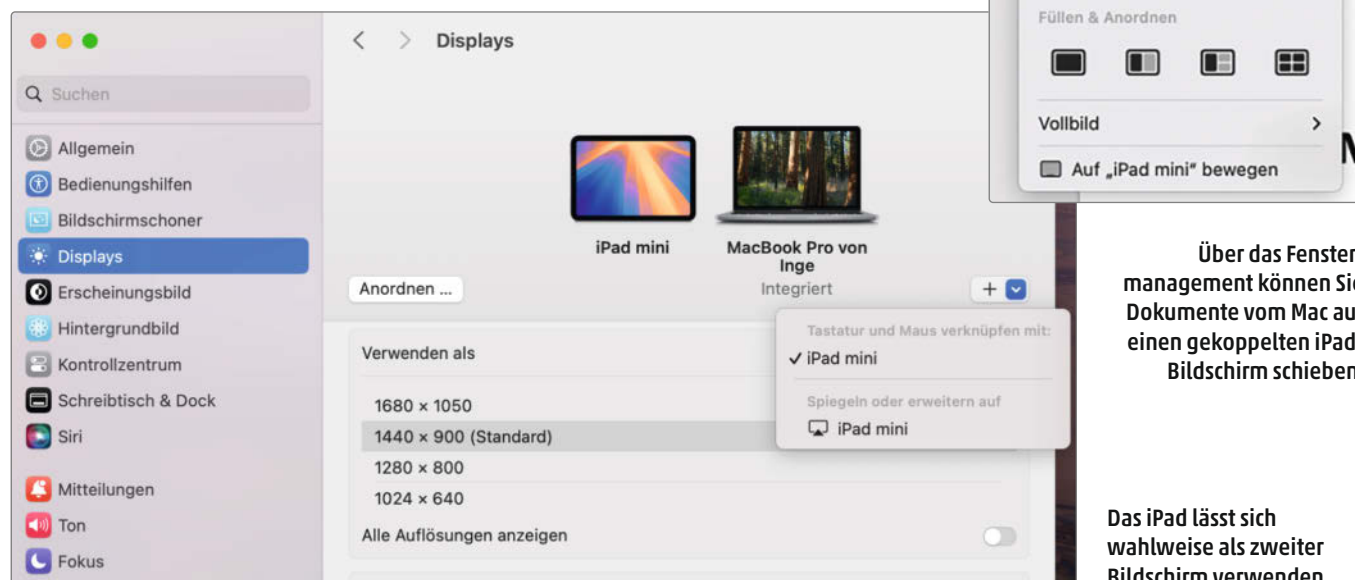 Displays
Suchen
Allgemein
Bedienungshilfen
Bildschirmschoner
Displays
Erscheinungsbild
Hintergrundbild
Kontrollzentrum
Schreibtisch & Dock
Siri
Mitteilungen
Ton
Fokus
iPad mini
MacBook Pro von
Inge
Integriert
Anordnen ...
Verwenden als
1680 × 1050
1440 × 900 (Standard)
1280 × 800
1024 × 640
Alle Auflösungen anzeigen
Tastatur und Maus verknüpfen mit:
✓ iPad mini
Spiegeln oder erweitern auf
iPad mini
Füllen & Anordnen
Vollbild
Auf „iPad mini“ bewegen
Über das Fenster
management können Sie
Dokumente vom Mac au
einen gekoppelten iPad
Bildschirm schieben
Das iPad lässt sich
wahlweise als zweiter
Bildschirm verwenden